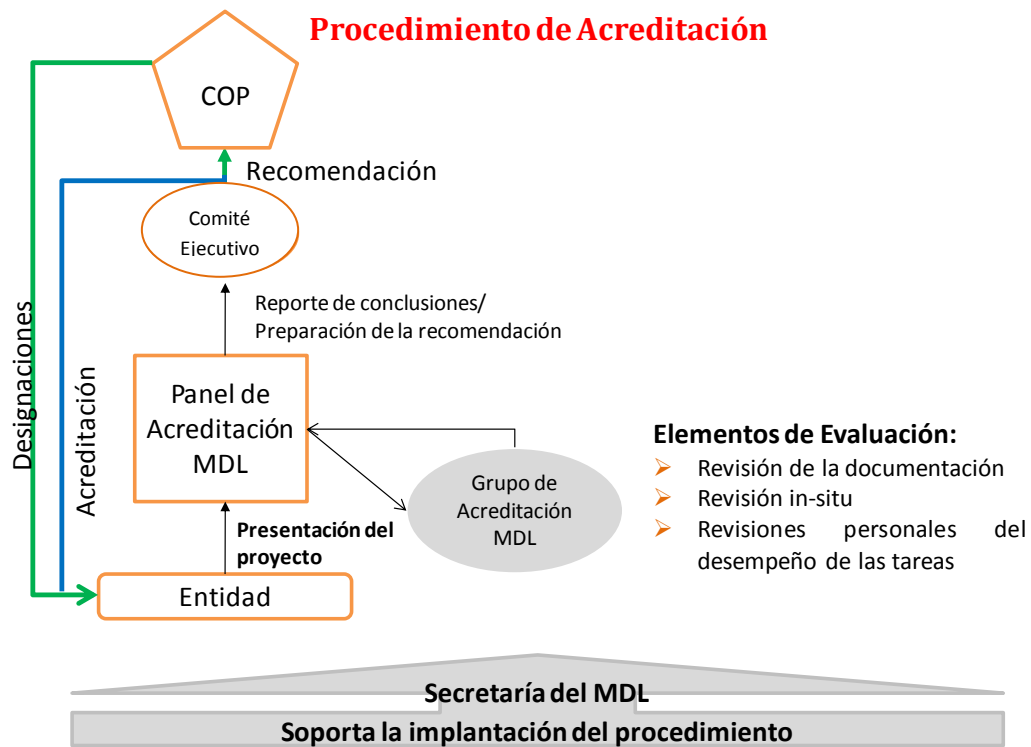 Procedimiento de Acreditación
COP
Recomendación
Comité
Ejecutivo
Reporte de conclusiones/
Preparación de la recomendación
Designaciones
Acreditación
Panel de
Acreditación
MDL
Grupo de
Acreditación
MDL
Elementos de Evaluación:
Revisión de la documentación
Revisión in-situ
Revisiones personales del
desempeño de las tareas
Presentación del
proyecto
Entidad
Secretaría del MDL
Soporta la implantación del procedimiento